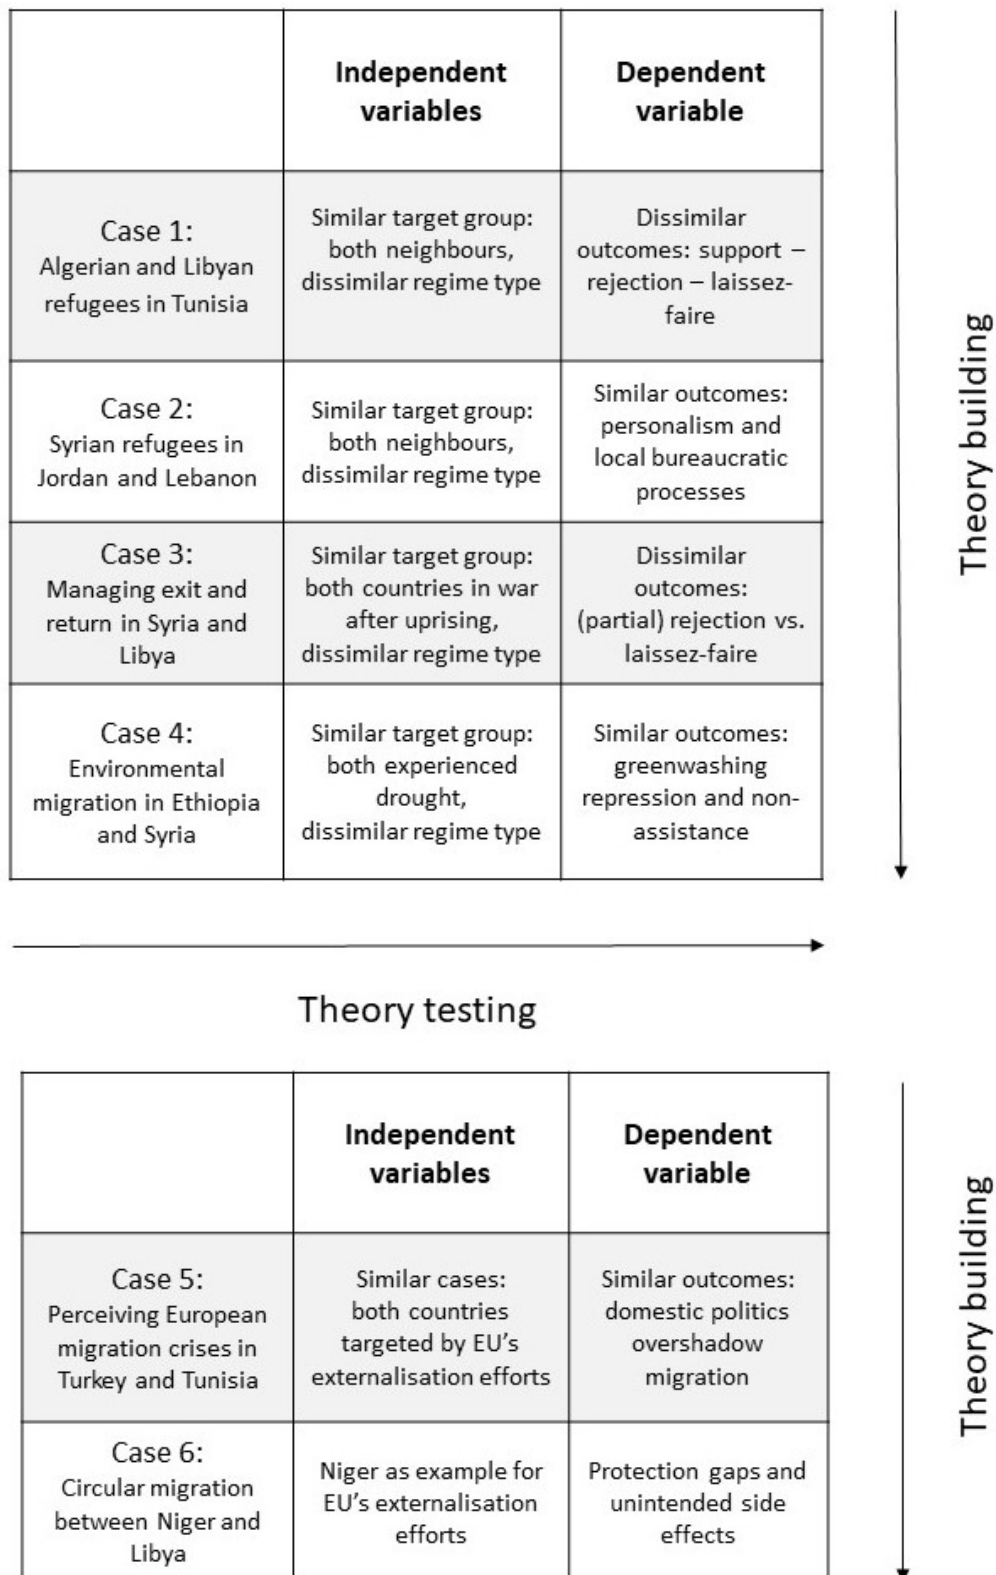 Independent
variables
Dependent
variable
Case 1:
Algerian and Libyan
refugees in Tunisia
Similar target group:
both neighbours,
dissimilar regime type
Dissimilar
outcomes: support –
rejection – laissez-
faire
Case 2:
Syrian refugees in
Jordan and Lebanon
Similar target group:
both neighbours,
dissimilar regime type
Similar outcomes:
personalism and
local bureaucratic
processes
Case 3:
Managing exit and
return in Syria and
Libya
Similar target group:
both countries in war
after uprising,
dissimilar regime type
Dissimilar
outcomes:
(partial) rejection vs.
laissez-faire
Case 4:
Environmental
migration in Ethiopia
and Syria
Similar target group:
both experienced
drought,
dissimilar regime type
Similar outcomes:
greenwashing
repression and non-
assistance
Theory building
Theory testing
Independent
variables
Dependent
variable
Case 5:
Perceiving European
migration crises in
Turkey and Tunisia
Similar cases:
both countries
targeted by EU’s
externalisation efforts
Similar outcomes:
domestic politics
overshadow
migration
Case 6:
Circular migration
between Niger and
Libya
Niger as example for
EU’s externalisation
efforts
Protection gaps and
unintended side
effects
Theory building